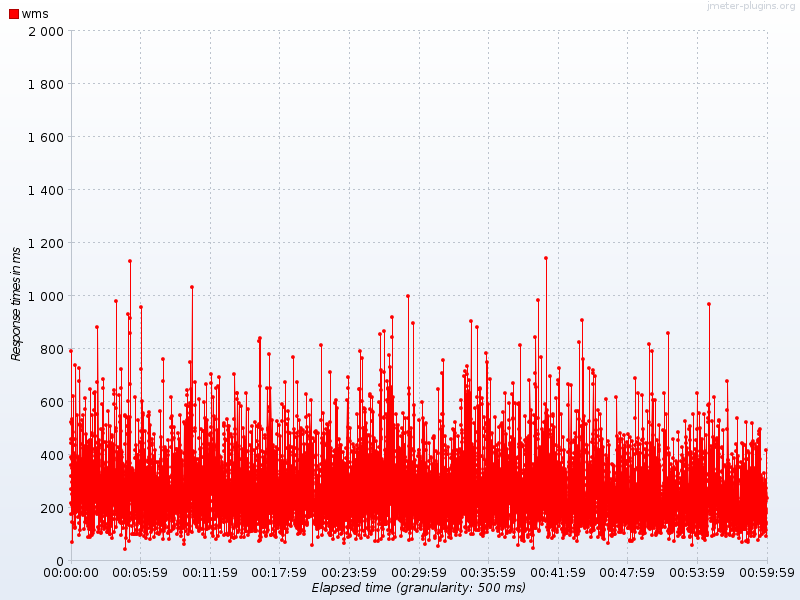 jmeter-plugins.org
wms
2 000
1 800
1 600
1 400
1 200
1 000
800
600
400
200
0
Response times in ms
00:00:00 00:05:59 00:11:59 00:17:59 00:23:59 00:29:59 00:35:59 00:41:59 00:47:59 00:53:59 00:59:59
Elapsed time (granularity: 500 ms)